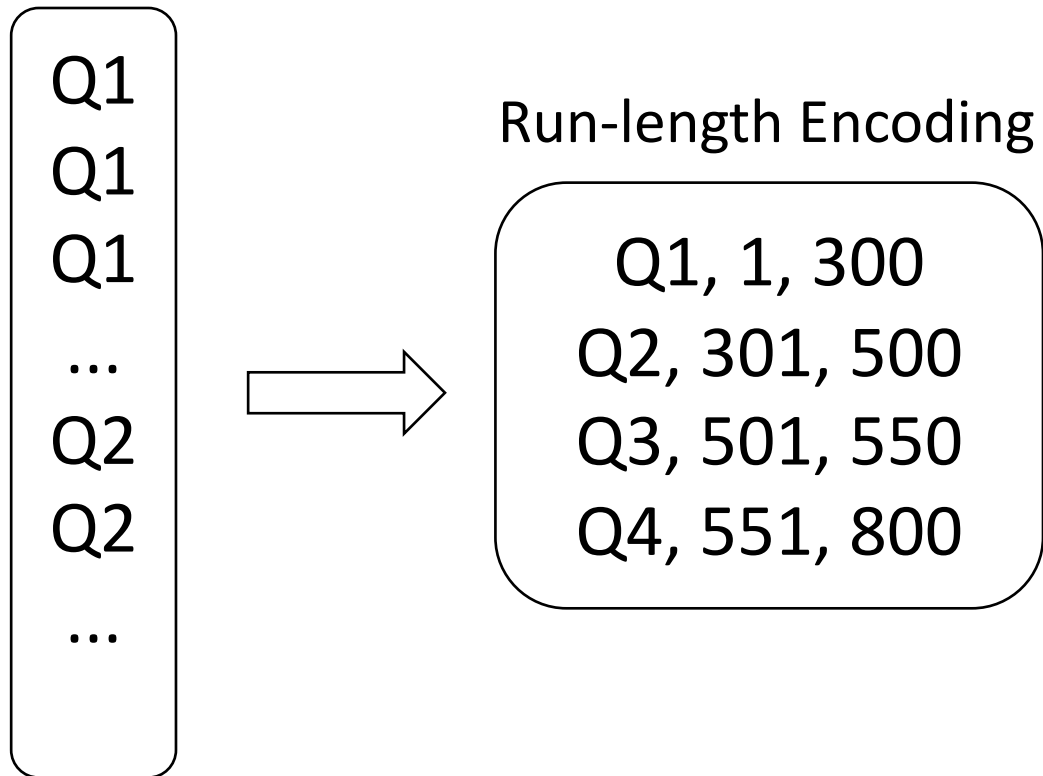 Q1
Q1
Q1
...
Q2
Q2
...
Run-length Encoding
Q1, 1, 300
Q2, 301, 500
Q3, 501, 550
Q4, 551, 800